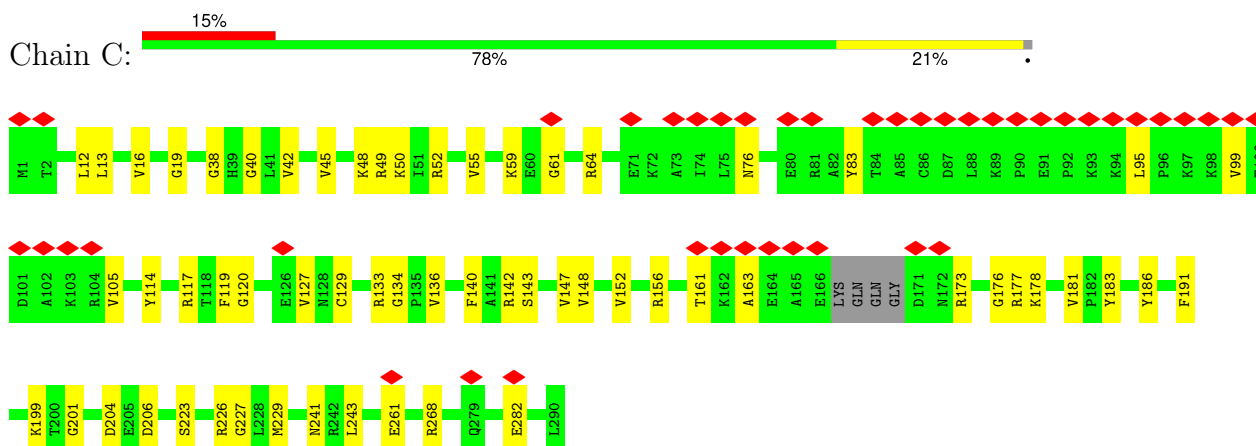 15%
Chain C:
78% 21% •
M1 T2 L12 L13 V16 G19 G38 H39 G40 L41 V42 V45 K48 R49 K50 I51 R52 V55 K59 E60 G61 R64 E71 K72 A73 I74 L75 N76 E80 R81 A82 Y83 T84 A85 C86 D87 L88 K89 P90 E91 P92 K93 K94 L95 P96 K97 K98 V99
D101 A102 K103 R104 V105 Y114 R117 T118 F119 G120 E126 V127 N128 C129 R133 G134 P135 V136 F140 A141 R142 S143 V147 V148 V152 R156 T161 K162 A163 E164 A165 E166 LYS GLN GLN GLY D171 N172 R173 G176 R177 K178 V181 P182 Y183 Y186 F191
K199 T200 G201 D204 E205 D206 S223 R226 G227 L228 M229 N241 R242 L243 E261 R268 Q279 E282 L290